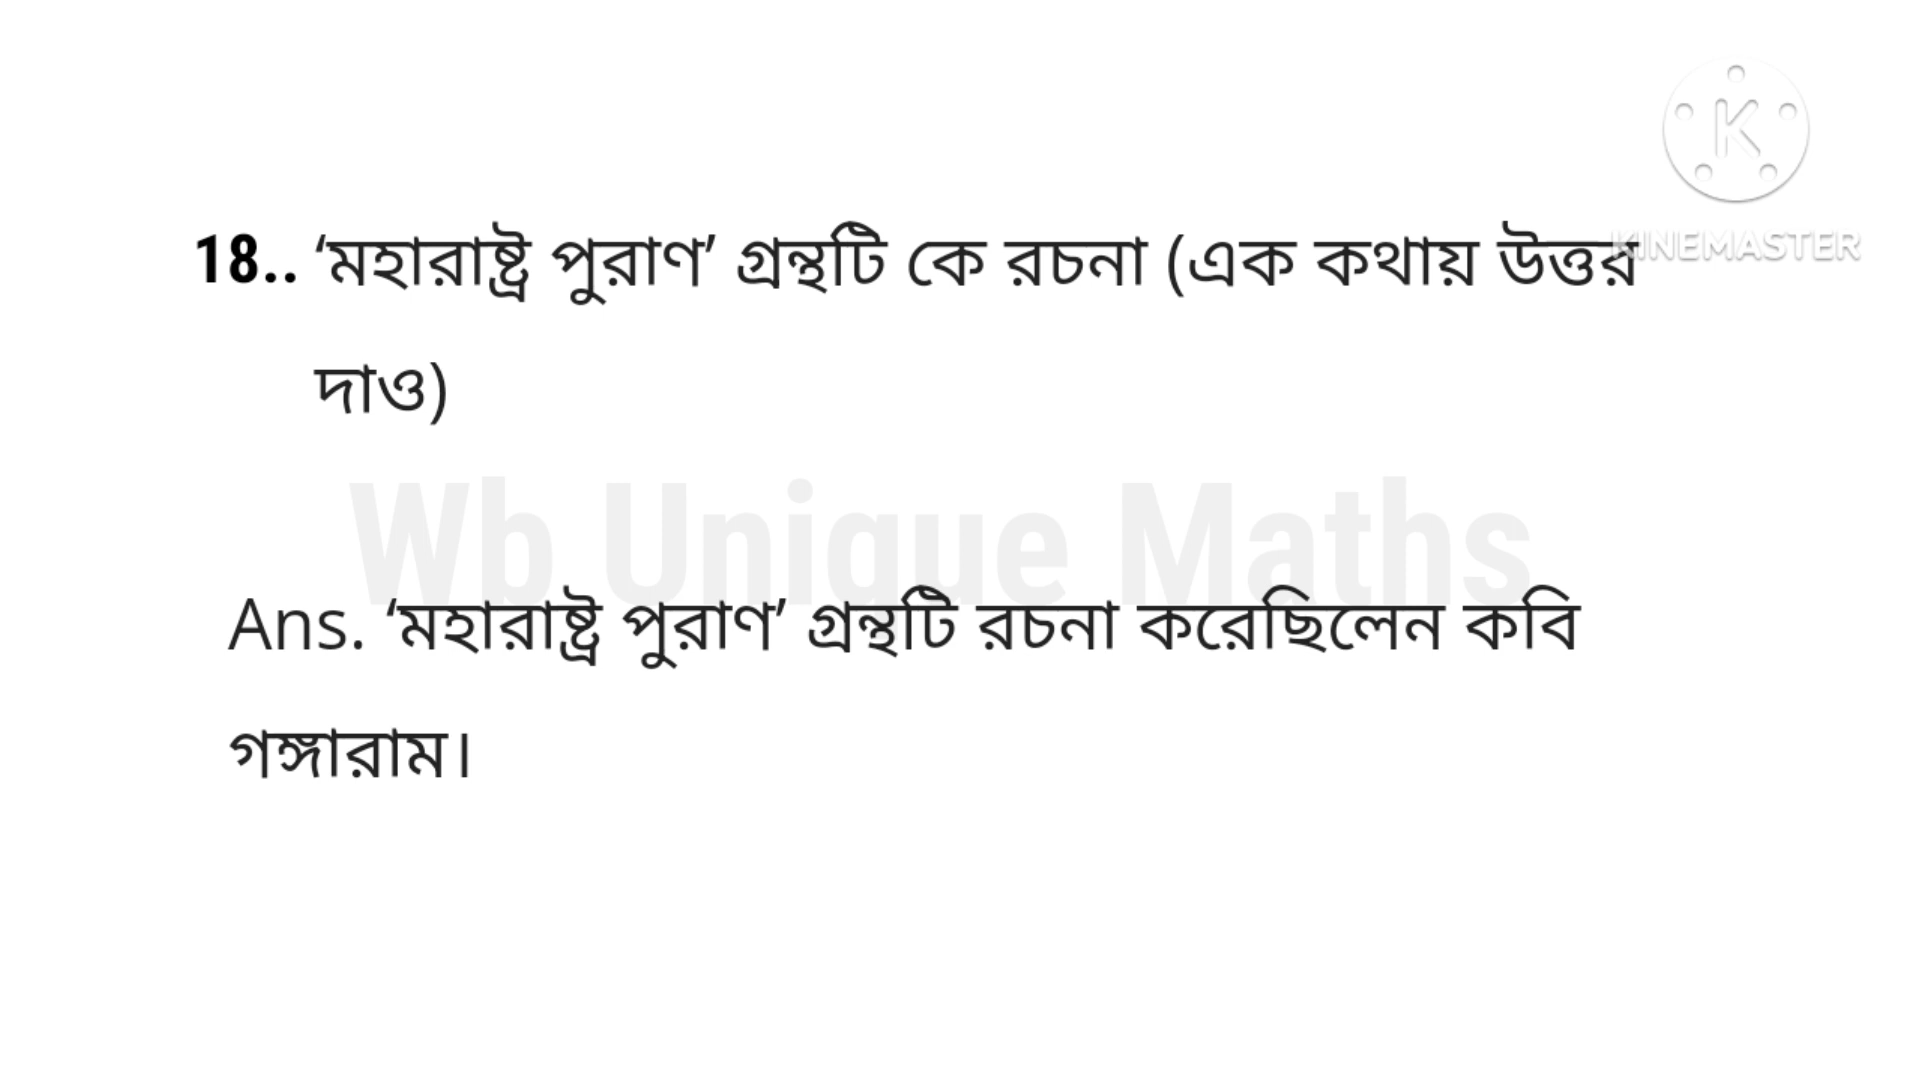 KINEMASTER
18.. ‘মহারাষ্ট্র পুরাণ’ গ্রন্থটি কে রচনা (এক কথায় উত্তর
দাও)
Wb Unique Maths
Ans. ‘মহারাষ্ট্র পুরাণ’ গ্রন্থটি রচনা করেছিলেন কবি
গঙ্গারাম।